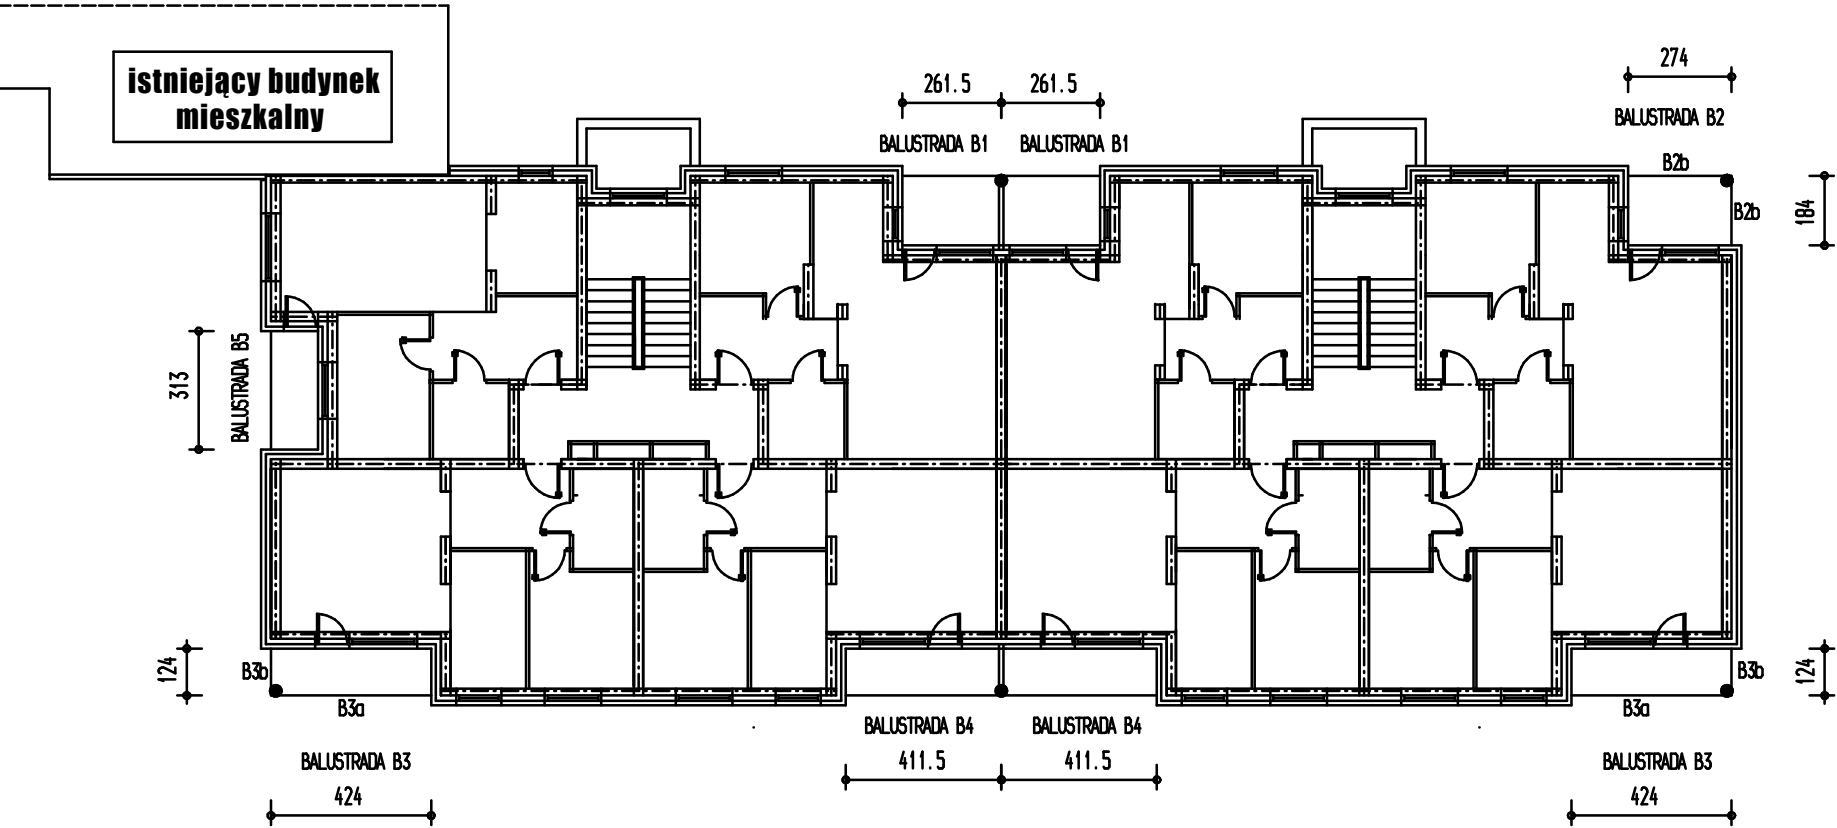 istniejący budynek
mieszkalny
261.5
261.5
274
BALUSTRADA B1
BALUSTRADA B1
BALUSTRADA B2
B2b
B2b
184
BALUSTRADA B5
313
124
B3b
B3a
BALUSTRADA B3
424
BALUSTRADA B4
BALUSTRADA B4
411.5
411.5
B3b
124
B3a
BALUSTRADA B3
424